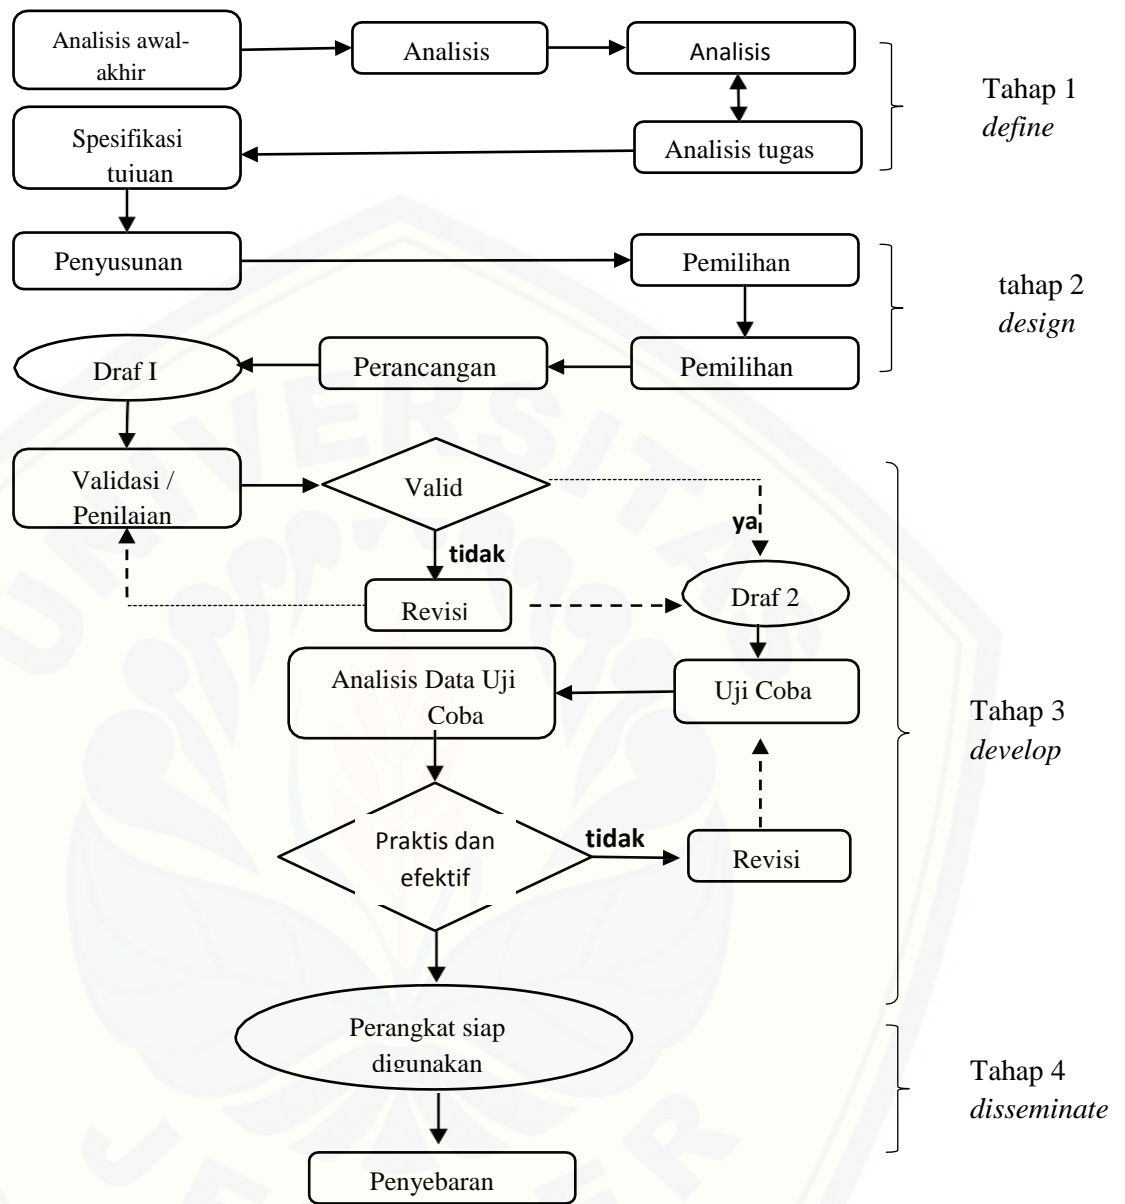 Analisis awal-
akhir
Analisis
Analisis
Tahap 1
define
Spesifikasi
tujuan
Analisis tugas
Penyusunan
Pemilihan
tahap 2
design
Draf I
Perancangan
Pemilihan
Validasi /
Penilaian
Valid
ya
tidak
Revisi
Draf 2
Analisis Data Uji
Coba
Uji Coba
Tahap 3
develop
Praktis dan
efektif
tidak
Revisi
Perangkat siap
digunakan
Tahap 4
disseminate
Penyebaran
UNIVERSITAS
JEMBER